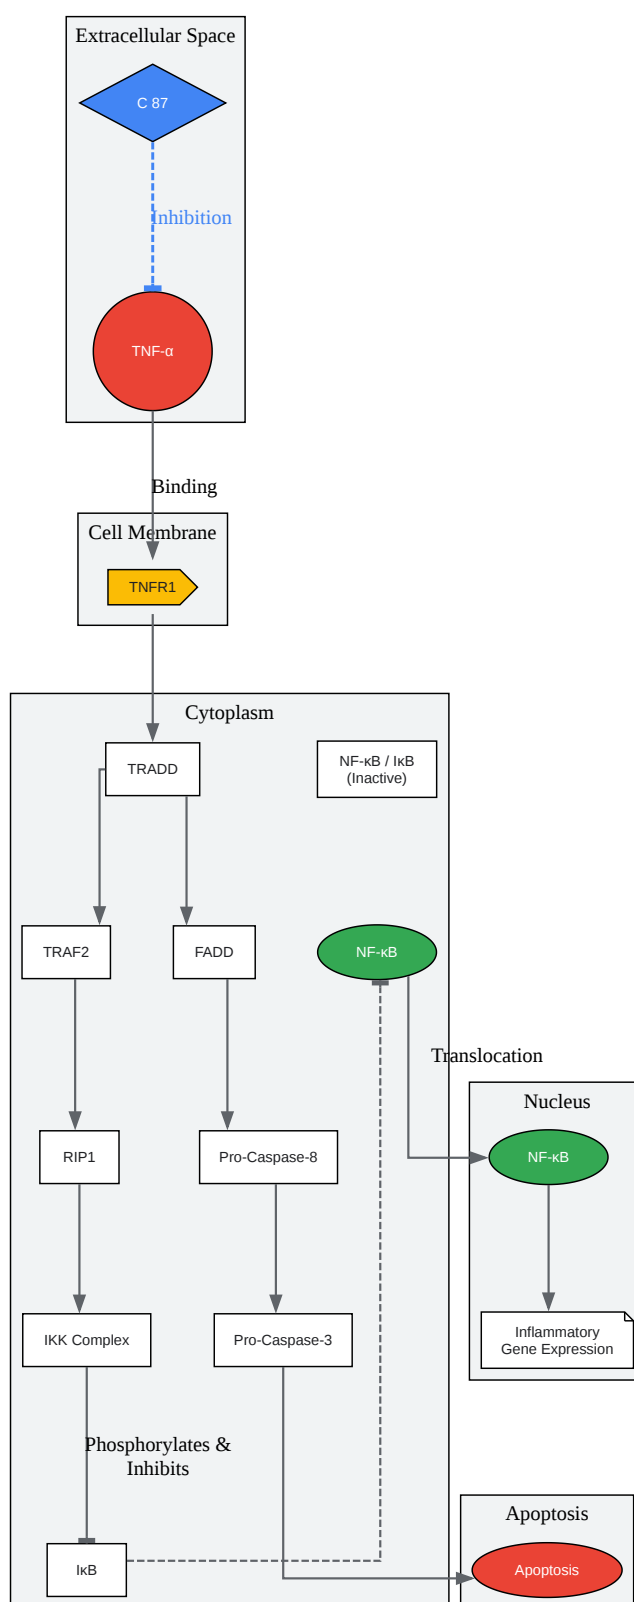 Extracellular Space
C 87
Inhibition
TNF-α
Binding
Cell Membrane
TNFR1
Cytoplasm
TRADD
NF-κB / IκB
(Inactive)
TRAF2
FADD
NF-κB
Translocation
Nucleus
RIP1
Pro-Caspase-8
NF-κB
IKK Complex
Pro-Caspase-3
Inflammatory
Gene Expression
Phosphorylates &
Inhibits
Apoptosis
IκB
Apoptosis